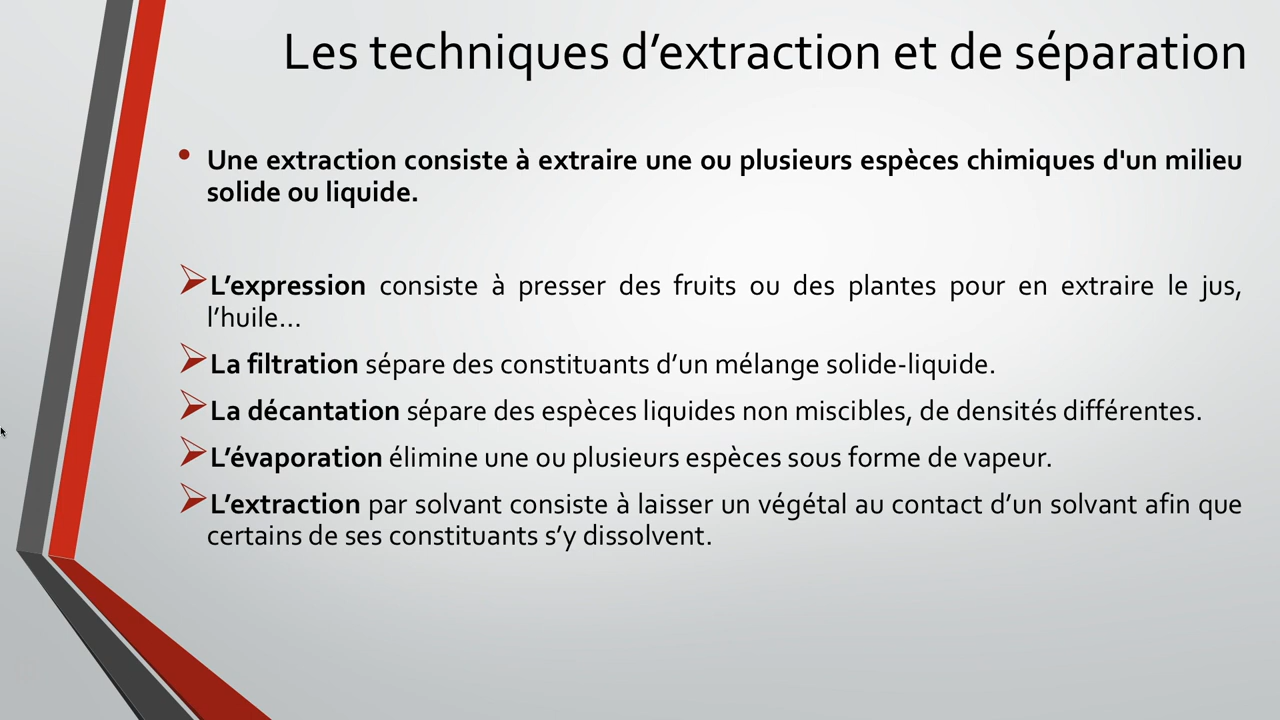 Les techniques d’extraction et de séparation
Une extraction consiste à extraire une ou plusieurs espèces chimiques d'un milieu
solide ou liquide.
L’expression consiste à presser des fruits ou des plantes pour en extraire le jus,
l’huile…
La filtration sépare des constituants d’un mélange solide-liquide.
La décantation sépare des espèces liquides non miscibles, de densités différentes.
L’évaporation élimine une ou plusieurs espèces sous forme de vapeur.
L’extraction par solvant consiste à laisser un végétal au contact d’un solvant afin que
certains de ses constituants s’y dissolvent.